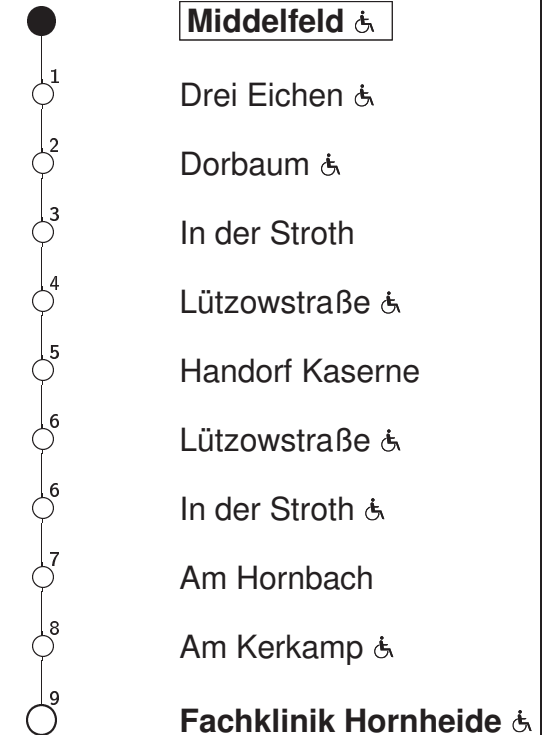 Middelfeld
1 Drei Eichen
2 Dorbaum
3 In der Stroth
4 Lützowstraße
5 Handorf Kaserne
6 Lützowstraße
6 In der Stroth
7 Am Hornbach
8 Am Kerkamp
9 Fachklinik Hornheide